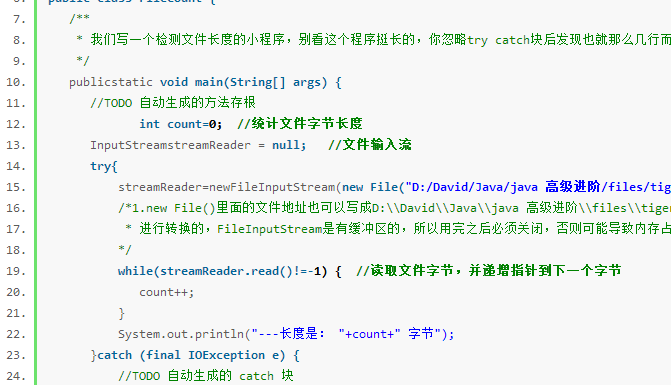 6. public class FileCount {
7. /**
8. * 我们写一个检测文件长度的小程序，别看这个程序挺长的，你忽略try catch块后发现也就那么几行而
9. */
10. publicstatic void main(String[] args) {
11. //TODO 自动生成的方法存根
12. int count=0; //统计文件字节长度
13. InputStreamstreamReader = null; //文件输入流
14. try{
15. streamReader=newFileInputStream(new File("D:/David/Java/java 高级进阶/files/tig
16. /*1.new File()里面的文件地址也可以写成D:\\David\\Java\\java 高级进阶\\files\\tiger
17. * 进行转换的，FileInputStream是有缓冲区的，所以用完之后必须关闭，否则可能导致内存占
18. */
19. while(streamReader.read()!=-1) { //读取文件字节，并递增指针到下一个字节
20. count++;
21. }
22. System.out.println("---长度是： "+count+" 字节");
23. }catch (final IOException e) {
24. //TODO 自动生成的 catch 块